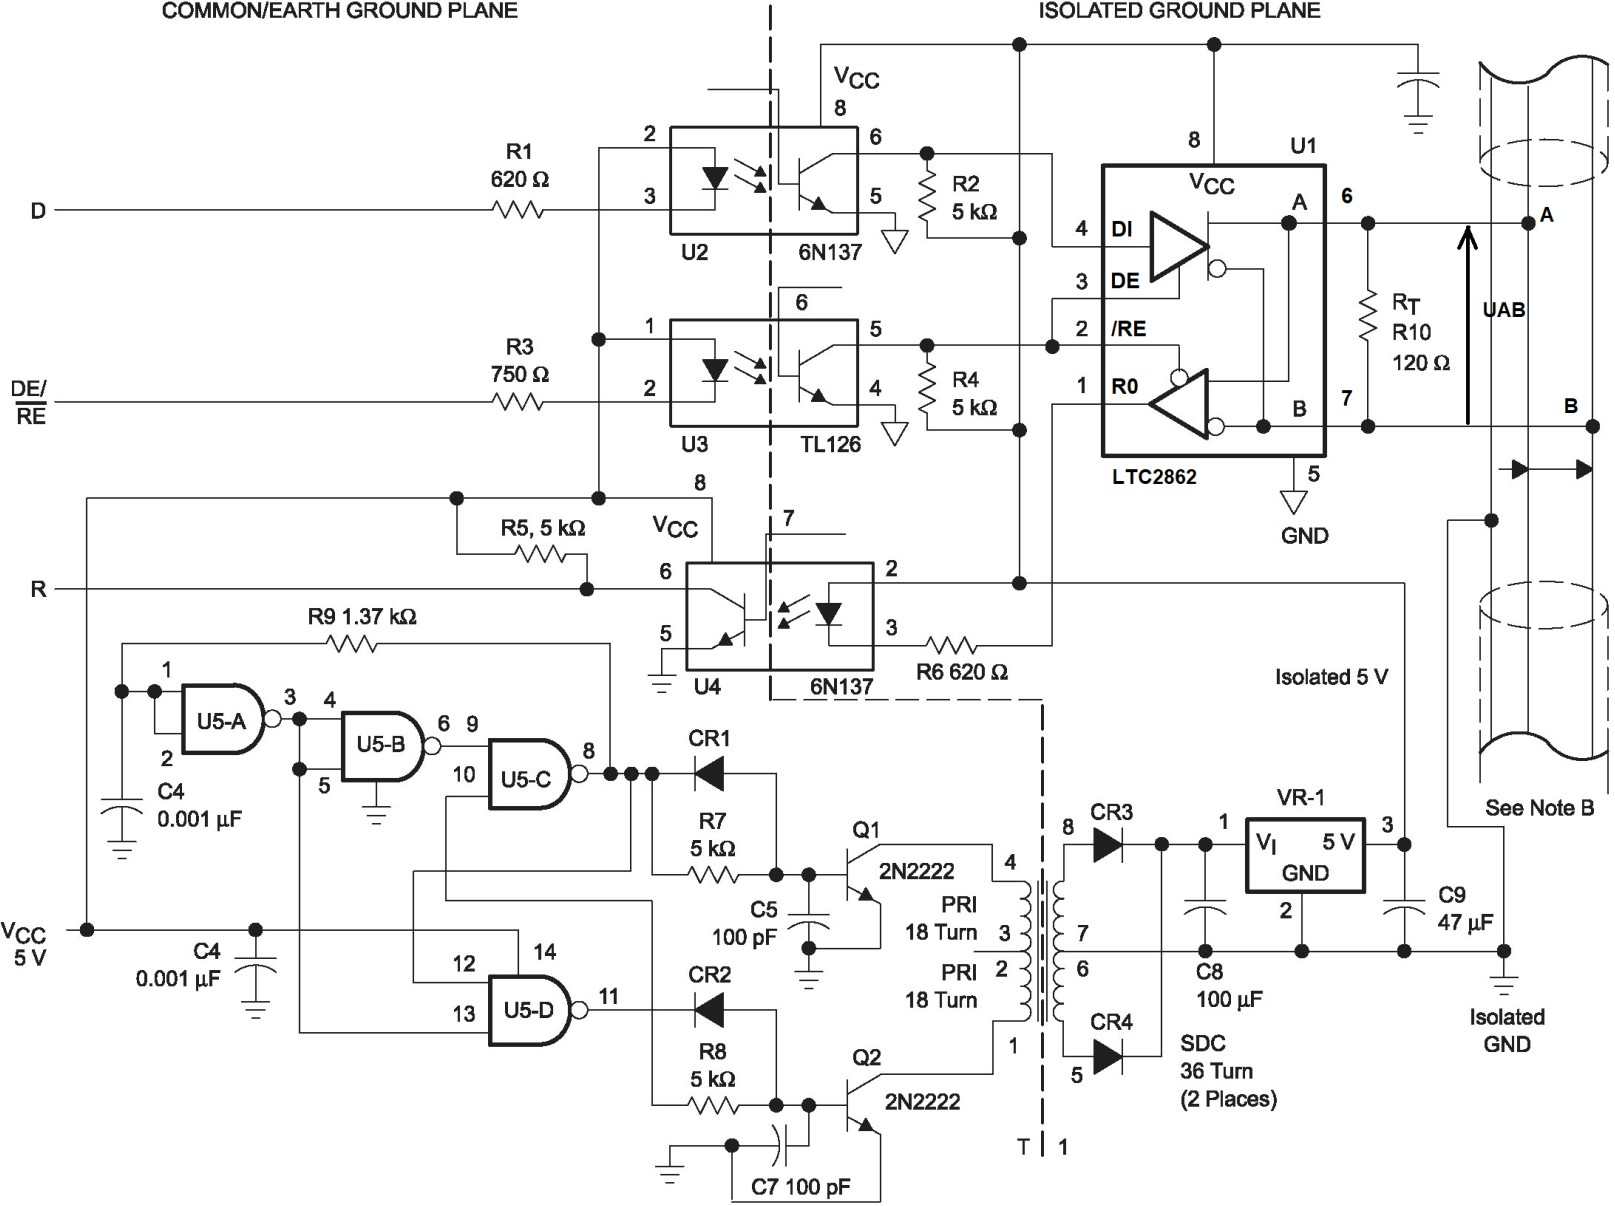 COMMON/EARTH GROUND PLANE
ISOLATED GROUND PLANE
VCC
8
2
6
R1
620 Ω
D
3
5
R2
5 kΩ
U2
6N137
8
U1
VCC
A
6
A
4
DI
3
DE
RT
R10
120 Ω
UAB
6
1
5
2
/RE
R3
750 Ω
DE/
RE
2
4
R4
5 kΩ
1
R0
B
7
B
U3
TL126
LTC2862
5
GND
8
VCC
7
R5, 5 kΩ
R
6
2
5
3
R6 620 Ω
U4
6N137
R9 1.37 kΩ
Isolated 5 V
1
2
U5-A
3
4
5
U5-B
6
9
10
U5-C
8
C4
0.001 µF
CR1
R7
5 kΩ
C5
100 pF
Q1
2N2222
4
PRI
18 Turn
3
PRI
18 Turn
2
1
8
CR3
7
6
CR4
5
1
VR-1
VI
5 V
GND
3
2
See Note B
C9
47 µF
C8
100 µF
Isolated
GND
SDC
36 Turn
(2 Places)
VCC
5 V
C4
0.001 µF
14
12
13
U5-D
11
CR2
R8
5 kΩ
Q2
2N2222
C7 100 pF
T
1